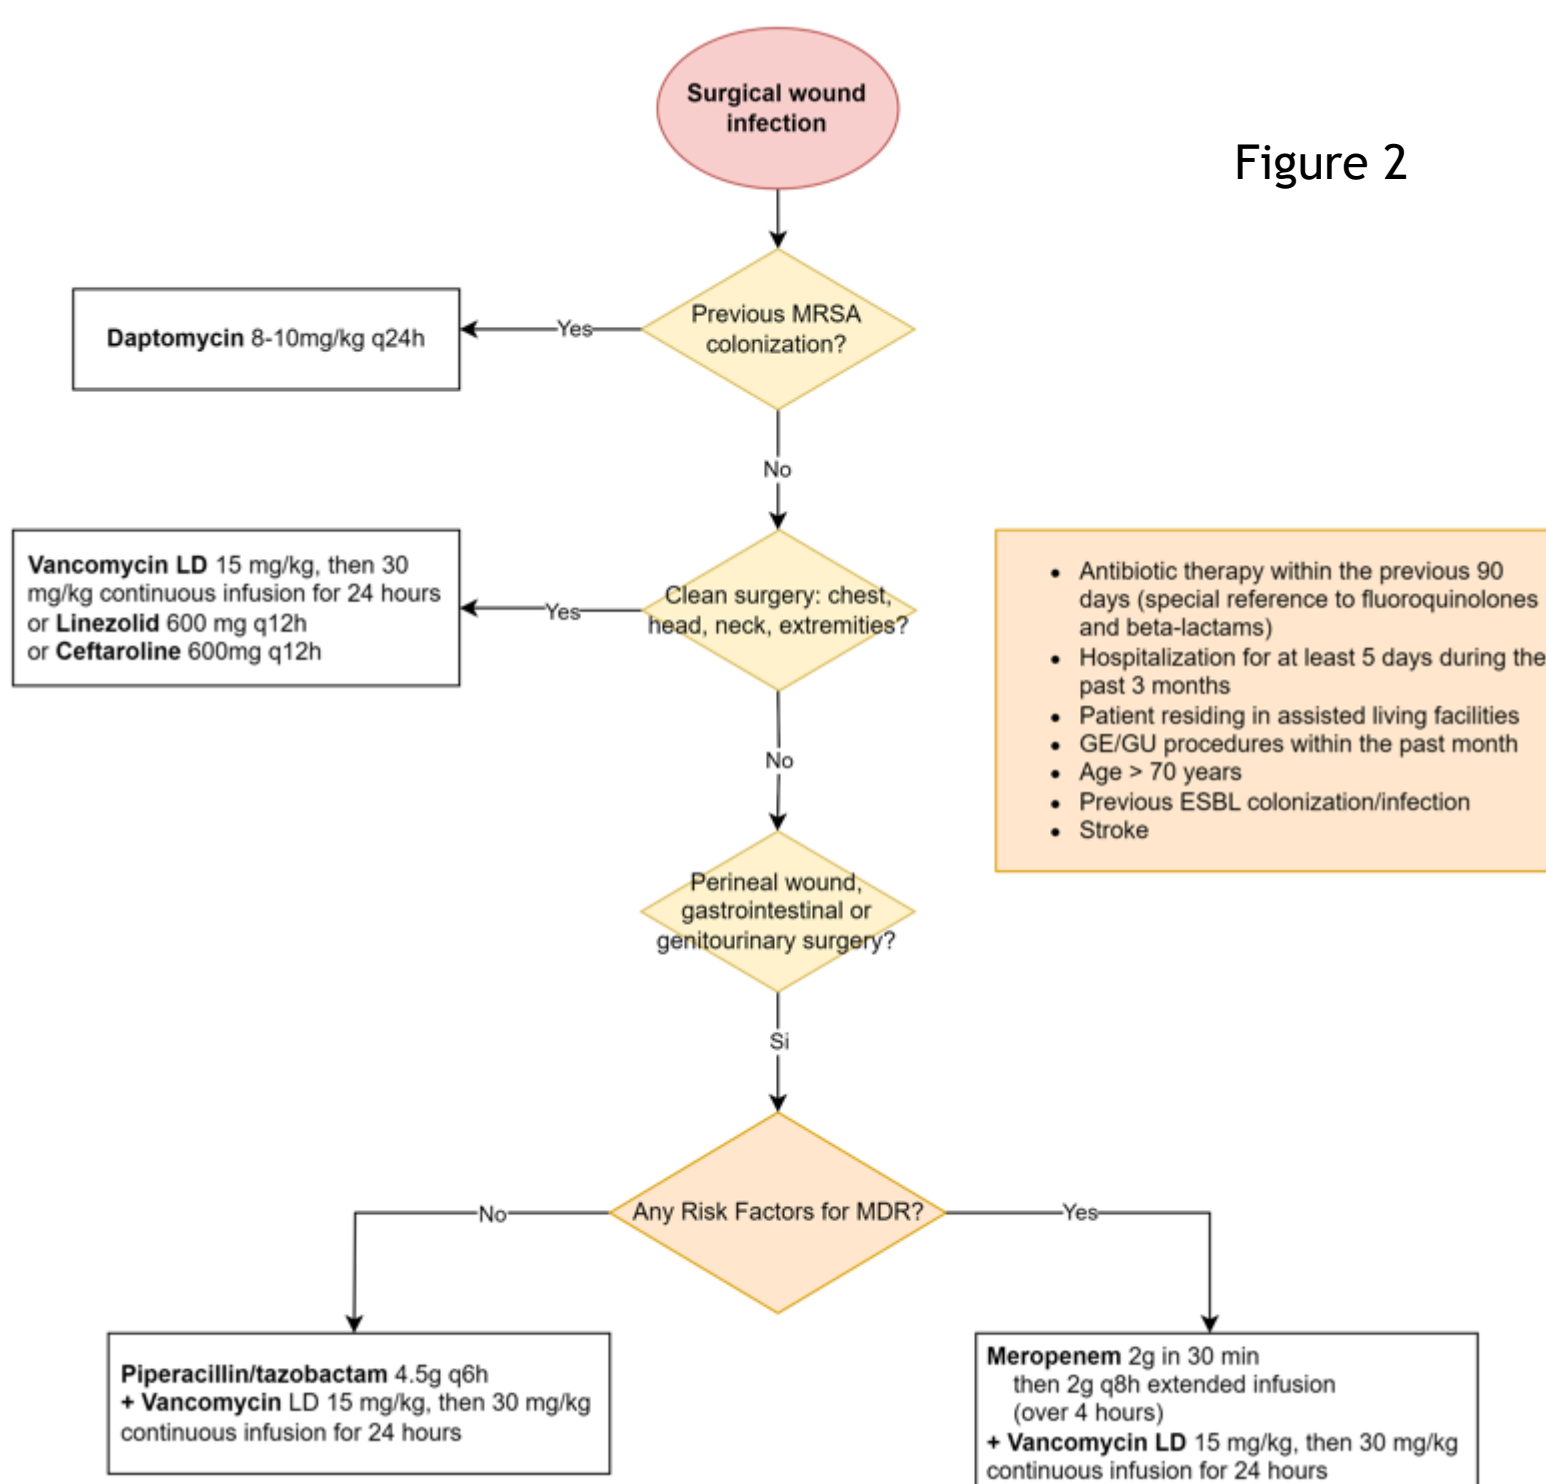 Surgical wound
infection
Figure 2
Previous MRSA
colonization?
Yes
Daptomycin 8-10mg/kg q24h
No
Clean surgery: chest,
head, neck, extremities?
Yes
Vancomycin LD 15 mg/kg, then 30
mg/kg continuous infusion for 24 hours
or Linezolid 600 mg q12h
or Ceftaroline 600mg q12h
• Antibiotic therapy within the previous 90
days (special reference to fluoroquinolones
and beta-lactams)
• Hospitalization for at least 5 days during the
past 3 months
• Patient residing in assisted living facilities
• GE/GU procedures within the past month
• Age > 70 years
• Previous ESBL colonization/infection
• Stroke
No
Perineal wound,
gastrointestinal or
genitourinary surgery?
Si
Any Risk Factors for MDR?
No
Yes
Piperacillin/tazobactam 4.5g q6h
+ Vancomycin LD 15 mg/kg, then 30 mg/kg
continuous infusion for 24 hours
Meropenem 2g in 30 min
then 2g q8h extended infusion
(over 4 hours)
+ Vancomycin LD 15 mg/kg, then 30 mg/kg
continuous infusion for 24 hours